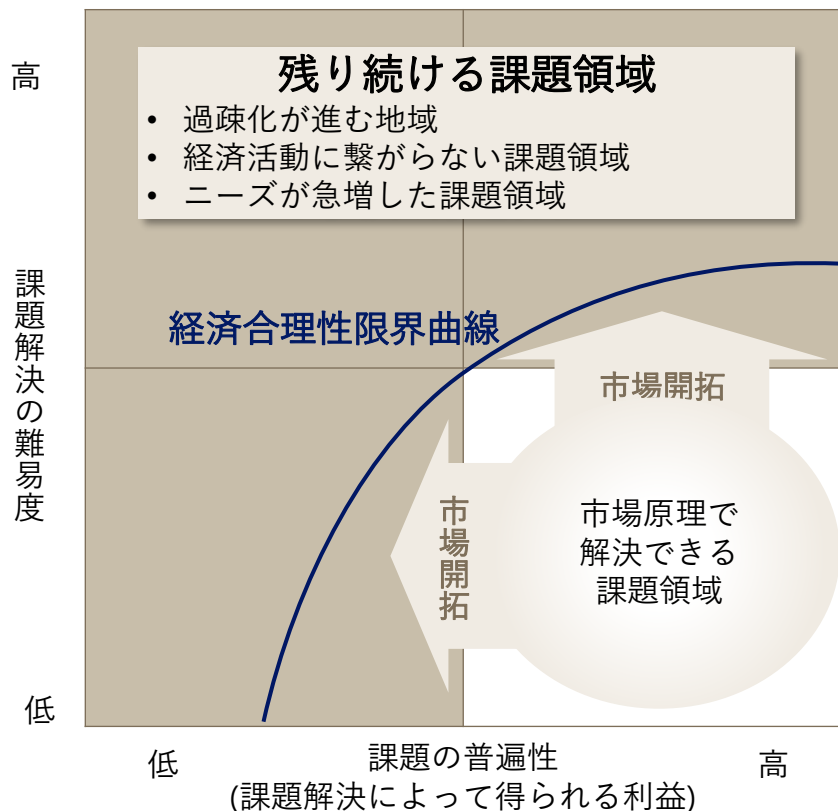 高
残り続ける課題領域
• 過疎化が進む地域
• 経済活動に繋がらない課題領域
• ニーズが急増した課題領域
課題解決の難易度
経済合理性限界曲線
市場開拓
市場開拓
市場原理で
解決できる
課題領域
低
低
課題の普遍性
(課題解決によって得られる利益)
高